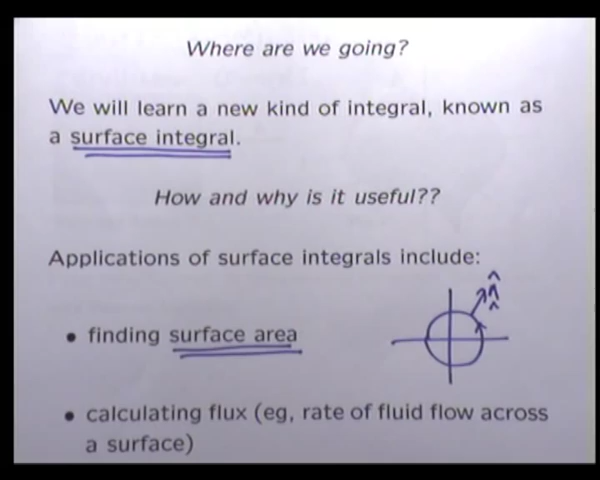 Where are we going?
We will learn a new kind of integral, known as
a surface integral.
How and why is it useful??
Applications of surface integrals include:
• finding surface area
• calculating flux (eg, rate of fluid flow across
a surface)